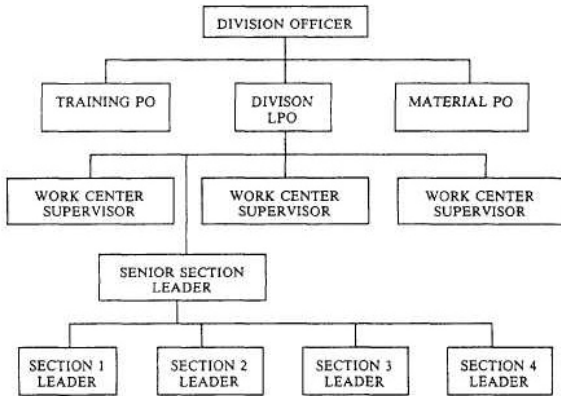 DIVISION OFFICER
TRAINING PO
DIVISON
LPO
MATERIAL PO
WORK CENTER
SUPERVISOR
WORK CENTER
SUPERVISOR
WORK CENTER
SUPERVISOR
SENIOR SECTION
LEADER
SECTION 1
LEADER
SECTION 2
LEADER
SECTION 3
LEADER
SECTION 4
LEADER